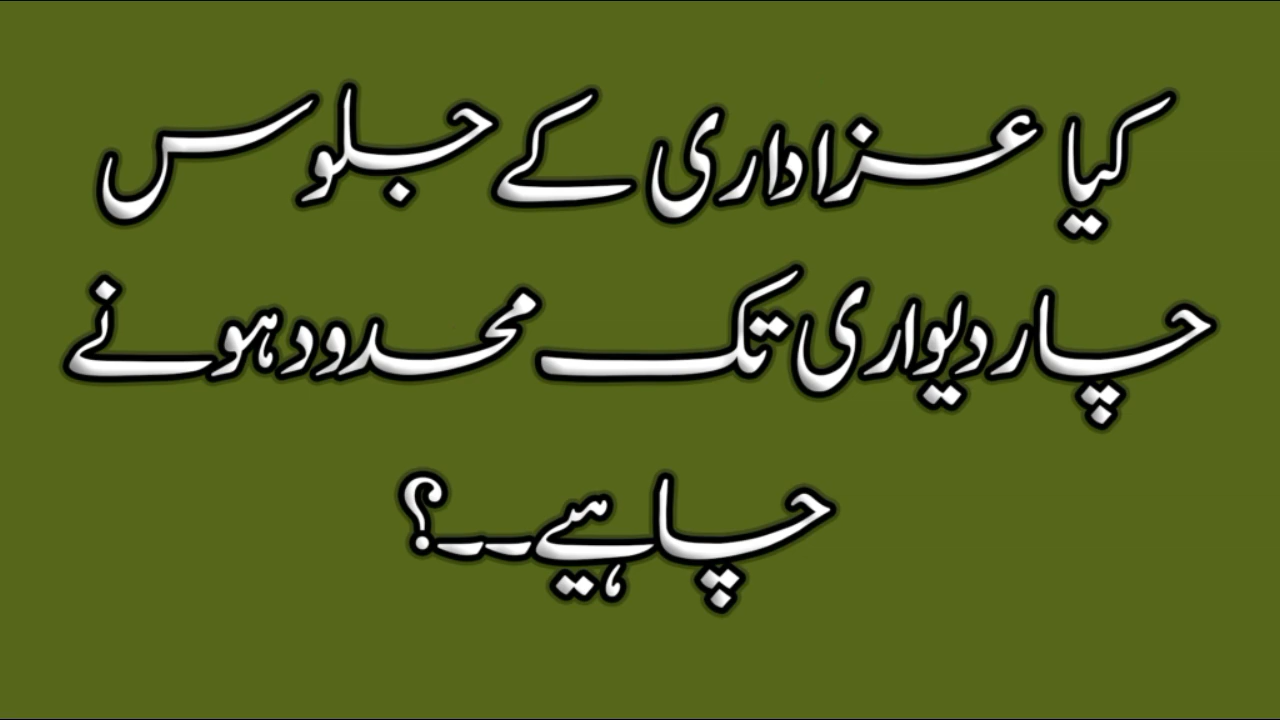 کیا عزاداری کے جلوس
چار دیواری تک محدود ہونے
چاہیے۔۔؟